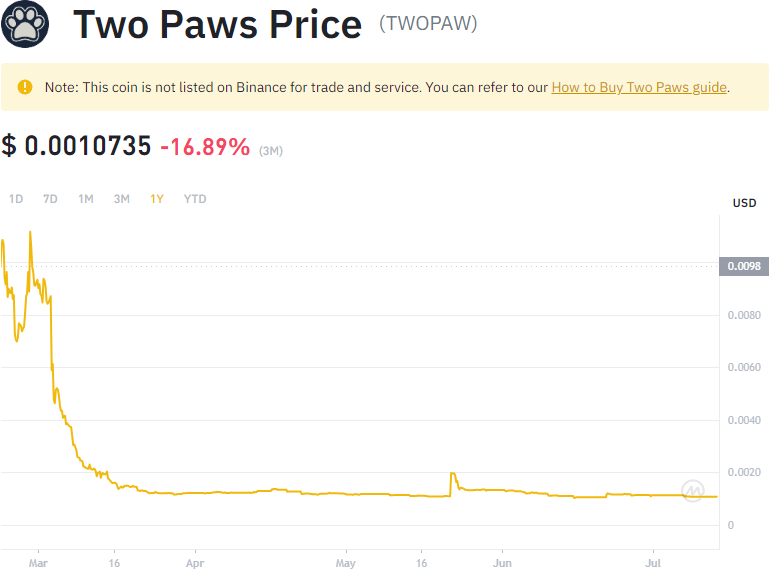 Two Paws Price (TWOPAW)
Note: This coin is not listed on Binance for trade and service. You can refer to our How to Buy Two Paws guide.
$ 0.0010735 -16.89% (3M)
1D 7D 1M 3M 1Y YTD
USD
0.0098
0.0080
0.0060
0.0040
0.0020
0
Mar 16 Apr May 16 Jun Jul